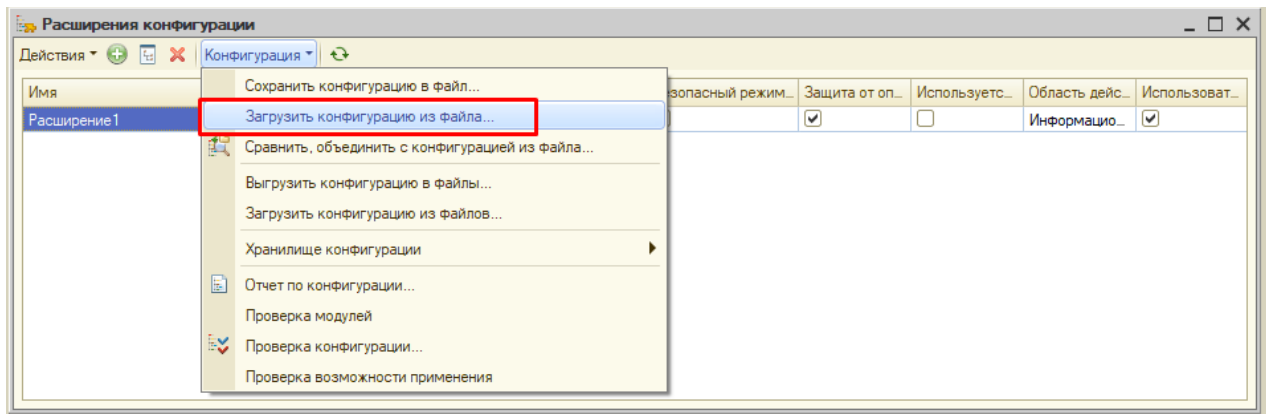 Расширения конфигурации
Действия Конфигурация
Имя
езопасный режим... Защита от оп... Используетс... Область дейс... Использоват...
Расширение1
Информацио...
Сохранить конфигурацию в файл...
Загрузить конфигурацию из файла...
Сравнить, объединить с конфигурацией из файла...
Выгрузить конфигурацию в файлы...
Загрузить конфигурацию из файлов...
Хранилище конфигурации
Отчет по конфигурации...
Проверка модулей
Проверка конфигурации...
Проверка возможности применения